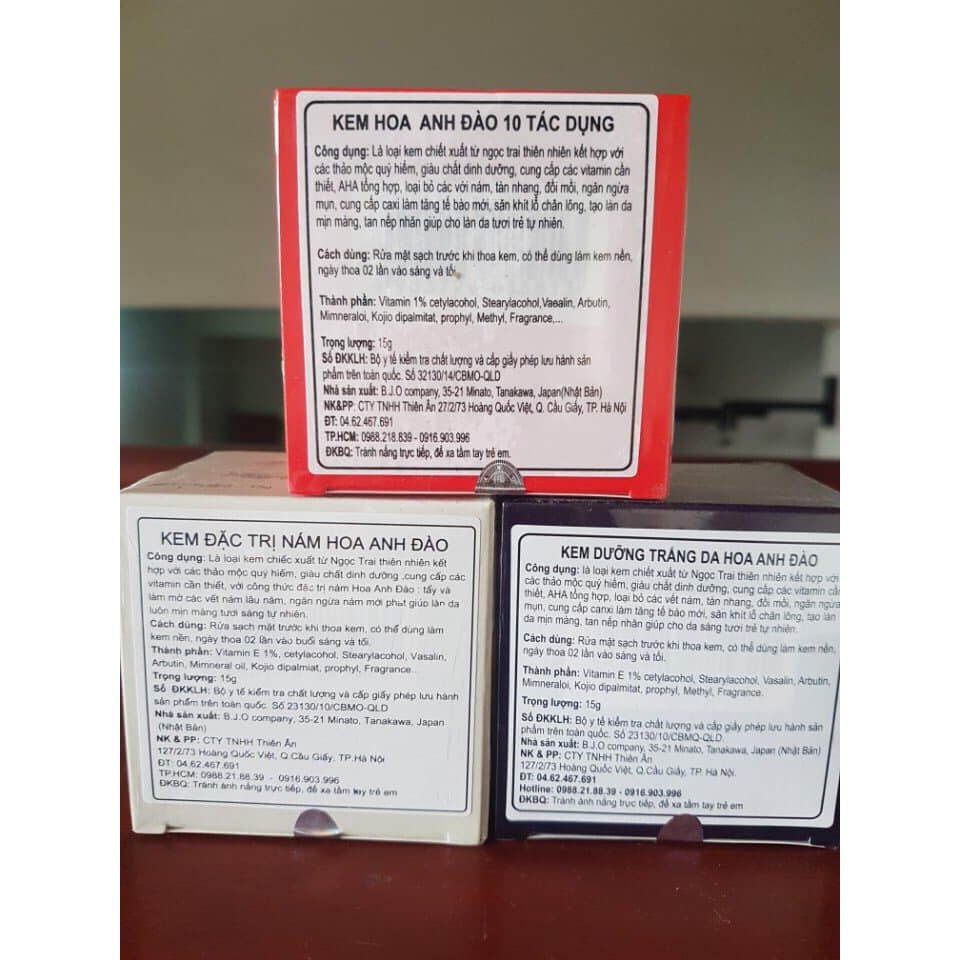 KEM HOA ANH ĐÀO 10 TÁC DỤNG
Công dụng: Là loại kem chiết xuất từ ngọc trai thiên nhiên kết hợp với
các thảo mộc quý hiếm, giàu chất dinh dưỡng, cung cấp các vitamin cần
thiết, AHA tổng hợp, loại bỏ các với nám, tàn nhang, đồi mồi, ngăn ngừa
mụn, cung cấp caxi làm tăng tế bào mới, săn khít lỗ chân lông, tạo làn da
mịn màng, tan nếp nhăn giúp cho làn da tươi trẻ tự nhiên.
Cách dùng: Rửa mặt sạch trước khi thoa kem, có thể dùng làm kem nền,
ngày thoa 02 lần vào sáng và tối.
Thành phần: Vitamin 1% cetylacohol, Stearylacohol,Vasalin, Arbutin,
Mimneraloi, Kojio dipalmitat, prophyl, Methyl, Fragrance,...
Trọng lượng: 15g
Số ĐKKLH: Bộ y tế kiểm tra chất lượng và cấp giấy phép lưu hành sản
phẩm trên toàn quốc. Số 32130/14/CBMO-QLD
Nhà sản xuất: B.J.O company, 35-21 Minato, Tanakawa, Japan(Nhật Bản)
NK&PP: CTY TNHH Thiên Ân 27/2/73 Hoàng Quốc Việt, Q. Cầu Giấy, TP. Hà Nội
ĐT: 04.62.467.691
TP.HCM: 0988.218.839 - 0916.903.996
ĐKBQ: Tránh nắng trực tiếp, để xa tầm tay trẻ em.
KEM ĐẶC TRỊ NÁM HOA ANH ĐÀO
Công dụng: Là loại kem chiếc xuất từ Ngọc Trai thiên nhiên kết
hợp với các thảo mộc quý hiếm, giàu chất dinh dưỡng ,cung cấp các
vitamin cần thiết, với công thức đặc trị nám Hoa Anh Đào : tẩy và
làm mờ các vết nám lâu năm, ngăn ngừa nám mới phát giúp làn da
luôn mịn màng tươi sáng tự nhiên.
Cách dùng: Rửa sạch mặt trước khi thoa kem, có thể dùng làm
kem nền, ngày thoa 02 lần vào buổi sáng và tối.
Thành phần: Vitamin E 1%, cetylacohol, Stearylacohol, Vasalin,
Arbutin, Mimneral oil, Kojio dipalmiat, prophyl, Fragrance..
Trọng lượng: 15g
Số ĐKKLH: Bộ y tế kiểm tra chất lượng và cấp giấy phép lưu hành
sản phẩm trên toàn quốc. Số 23130/10/CBMO-QLD
Nhà sản xuất: B.J.O company, 35-21 Minato, Tanakawa, Japan
(Nhật Bản)
NK & PP: CTY TNHH Thiên Ân
127/2/73 Hoàng Quốc Việt, Q.Cầu Giấy. TP.Hà Nội
ĐT: 04.62.467.691
TP.HCM: 0988.21.88.39 - 0916.903.996
ĐKBQ: Tránh ánh nắng trực tiếp, để xa tầm tay trẻ em
KEM DƯỠNG TRẮNG DA HOA ANH ĐÀO
Công dụng: là loại kem chiết xuất từ Ngọc Trai thiên nhiên kết hợp với
các thảo mộc quý hiếm, giàu chất dinh dưỡng, cung cấp các vitamin cần
thiết, AHA tổng hợp, loại bỏ các vết nám, tàn nhang, đồi mồi, ngăn ngừa
mụn, cung cấp canxi làm tăng tế bào mới, săn khít lỗ chân lông, tạo làn
da mịn màng, tan nếp nhăn giúp cho da sáng tươi trẻ tự nhiên.
Cách dùng: Rửa mặt sạch trước khi thoa kem, có thể dùng làm kem nền,
ngày thoa 02 lần vào sáng và tối.
Thành phần: Vitamin E 1% cetylacohol, Stearylacohol, Vasalin, Arbutin,
Mimneraloi, Kojio dipalmitat, prophyl, Methyl, Fragrance.
Trọng lượng: 15g
Số ĐKKLH: Bộ y tế kiểm tra chất lượng và cấp giấy phép lưu hành sản
phẩm trên toàn quốc. Số 23130/10/CBMQ-QLD.
Nhà sản xuất: B.J.O company, 35-21 Minato, Tanakawa, Japan (Nhật Bản)
NK & PP: CTY TNHH Thiên Ân
127/2/73 Hoàng Quốc Việt, Q.Cầu Giấy, TP. Hà Nội.
ĐT: 04.62.467.691
Hotline: 0988.21.88.39 - 0916.903.996
ĐKBQ: Tránh ánh nắng trực tiếp, để xa tầm tay trẻ em